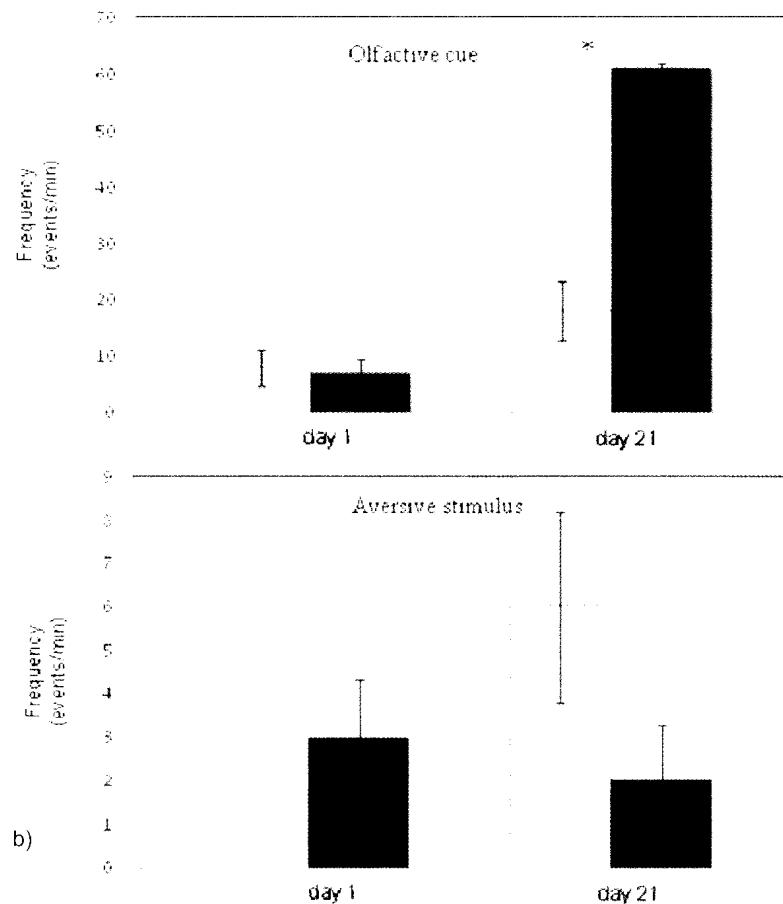 70
Olfactive cue
*
60
50
40
30
20
10
0
Frequency
(events/min)
day 1
day 21
9
Aversive stimulus
8
7
6
5
4
3
2
1
0
Frequency
(events/min)
b)
day 1
day 21